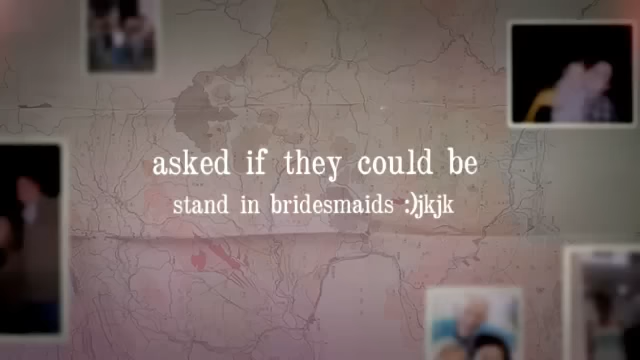 asked if they could be
stand in bridesmaids :)jkjk